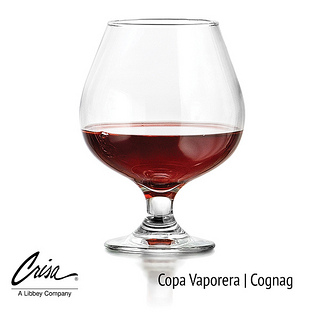 Crisa
A Libbey Company
Copa Vaporera | Cognag